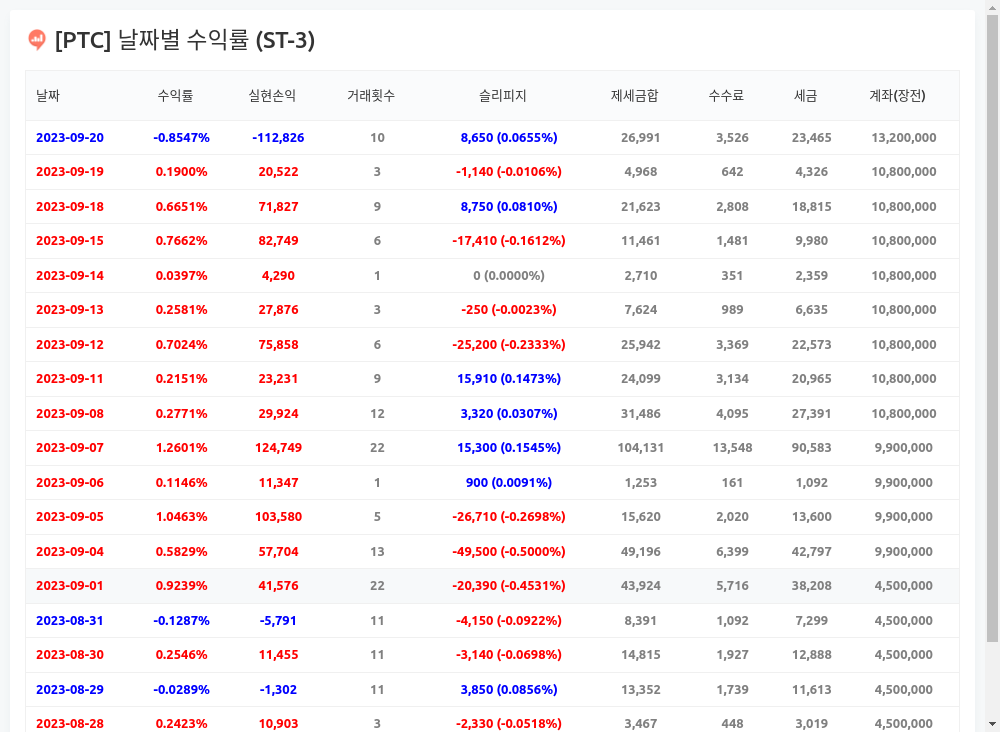 [PTC] 날짜별 수익률 (ST-3)
날짜 수익률 실현손익 거래횟수 슬리피지 제세금합 수수료 세금 계좌(장전)
2023-09-20 -0.8547% -112,826 10 8,650 (0.0655%) 26,991 3,526 23,465 13,200,000
2023-09-19 0.1900% 20,522 3 -1,140 (-0.0106%) 4,968 642 4,326 10,800,000
2023-09-18 0.6651% 71,827 9 8,750 (0.0810%) 21,623 2,808 18,815 10,800,000
2023-09-15 0.7662% 82,749 6 -17,410 (-0.1612%) 11,461 1,481 9,980 10,800,000
2023-09-14 0.0397% 4,290 1 0 (0.0000%) 2,710 351 2,359 10,800,000
2023-09-13 0.2581% 27,876 3 -250 (-0.0023%) 7,624 989 6,635 10,800,000
2023-09-12 0.7024% 75,858 6 -25,200 (-0.2333%) 25,942 3,369 22,573 10,800,000
2023-09-11 0.2151% 23,231 9 15,910 (0.1473%) 24,099 3,134 20,965 10,800,000
2023-09-08 0.2771% 29,924 12 3,320 (0.0307%) 31,486 4,095 27,391 10,800,000
2023-09-07 1.2601% 124,749 22 15,300 (0.1545%) 104,131 13,548 90,583 9,900,000
2023-09-06 0.1146% 11,347 1 900 (0.0091%) 1,253 161 1,092 9,900,000
2023-09-05 1.0463% 103,580 5 -26,710 (-0.2698%) 15,620 2,020 13,600 9,900,000
2023-09-04 0.5829% 57,704 13 -49,500 (-0.5000%) 49,196 6,399 42,797 9,900,000
2023-09-01 0.9239% 41,576 22 -20,390 (-0.4531%) 43,924 5,716 38,208 4,500,000
2023-08-31 -0.1287% -5,791 11 -4,150 (-0.0922%) 8,391 1,092 7,299 4,500,000
2023-08-30 0.2546% 11,455 11 -3,140 (-0.0698%) 14,815 1,927 12,888 4,500,000
2023-08-29 -0.0289% -1,302 11 3,850 (0.0856%) 13,352 1,739 11,613 4,500,000
2023-08-28 0.2423% 10,903 3 -2,330 (-0.0518%) 3,467 448 3,019 4,500,000